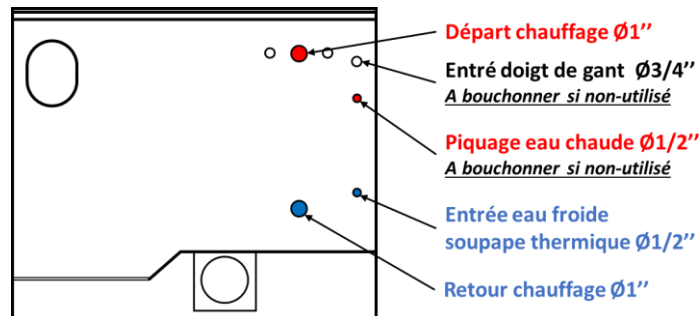 Départ chauffage Ø1’’
Entré doigt de gant Ø3/4’’
A bouchonner si non-utilisé
Piquage eau chaude Ø1/2’’
A bouchonner si non-utilisé
Entrée eau froide
soupape thermique Ø1/2’’
Retour chauffage Ø1’’